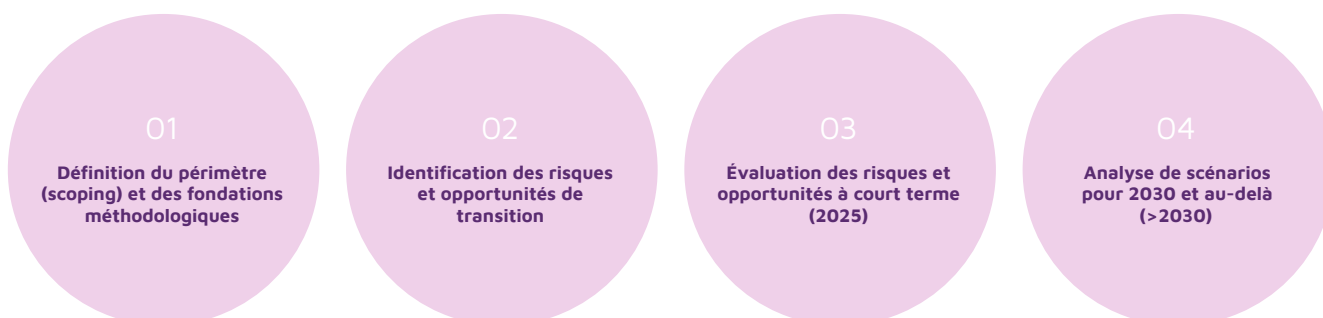 01
Définition du périmètre
(scoping) et des fondations
méthodologiques
02
Identification des risques
et opportunités de
transition
03
Évaluation des risques et
opportunités à court terme
(2025)
04
Analyse de scénarios
pour 2030 et au-delà
(>2030)